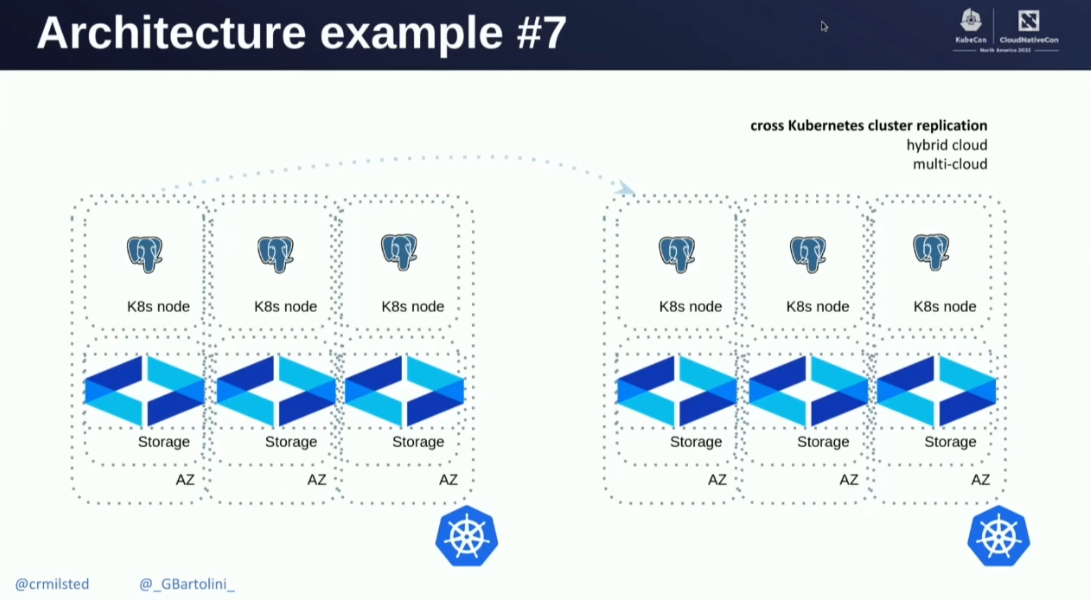 Architecture example #7
KubeCon
CloudNativeCon
North America 2022
cross Kubernetes cluster replication
hybrid cloud
multi-cloud
K8s node
K8s node
K8s node
K8s node
K8s node
K8s node
Storage
Storage
Storage
Storage
Storage
Storage
AZ
AZ
AZ
AZ
AZ
AZ
@crmilsted
@_GBartolini_